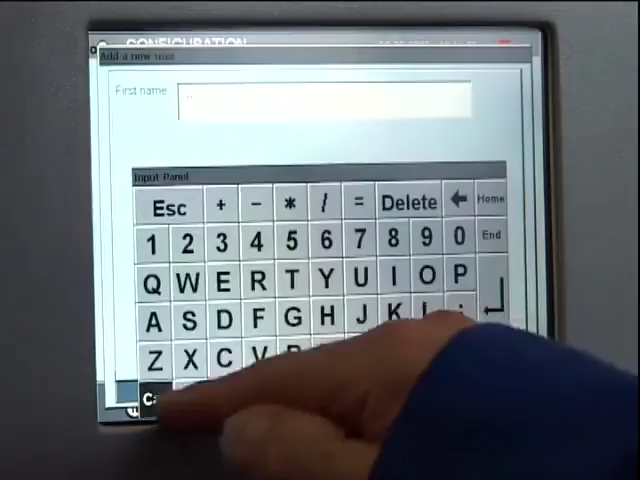 CONFIGURATION
Add a new user
First name
Input Panel
Esc + - * / = Delete ← Home
1 2 3 4 5 6 7 8 9 0 End
Q W E R T Y U I O P
A S D F G H J K L ;
Z X C V B